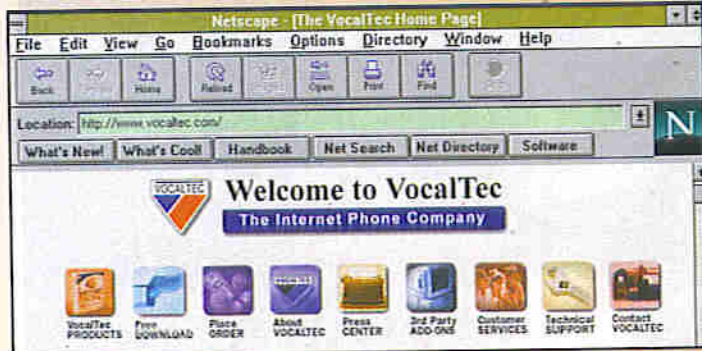 Netscape - [The VocalTec Home Page]
File Edit View Go Bookmarks Options Directory Window Help
Back Home Reload Open Print Find
Location: http://www.vocaltec.com/
N
What's New! What's Cool! Handbook Net Search Net Directory Software
VOCALTEC
Welcome to VocalTec
The Internet Phone Company
VOCALTEC
VocalTec PRODUCTS
Free DOWNLOAD
Place ORDER
About VOCALTEC
Press CENTER
3rd Party ADD-ONS
Customer SERVICES
Technical SUPPORT
Contact VOCALTEC